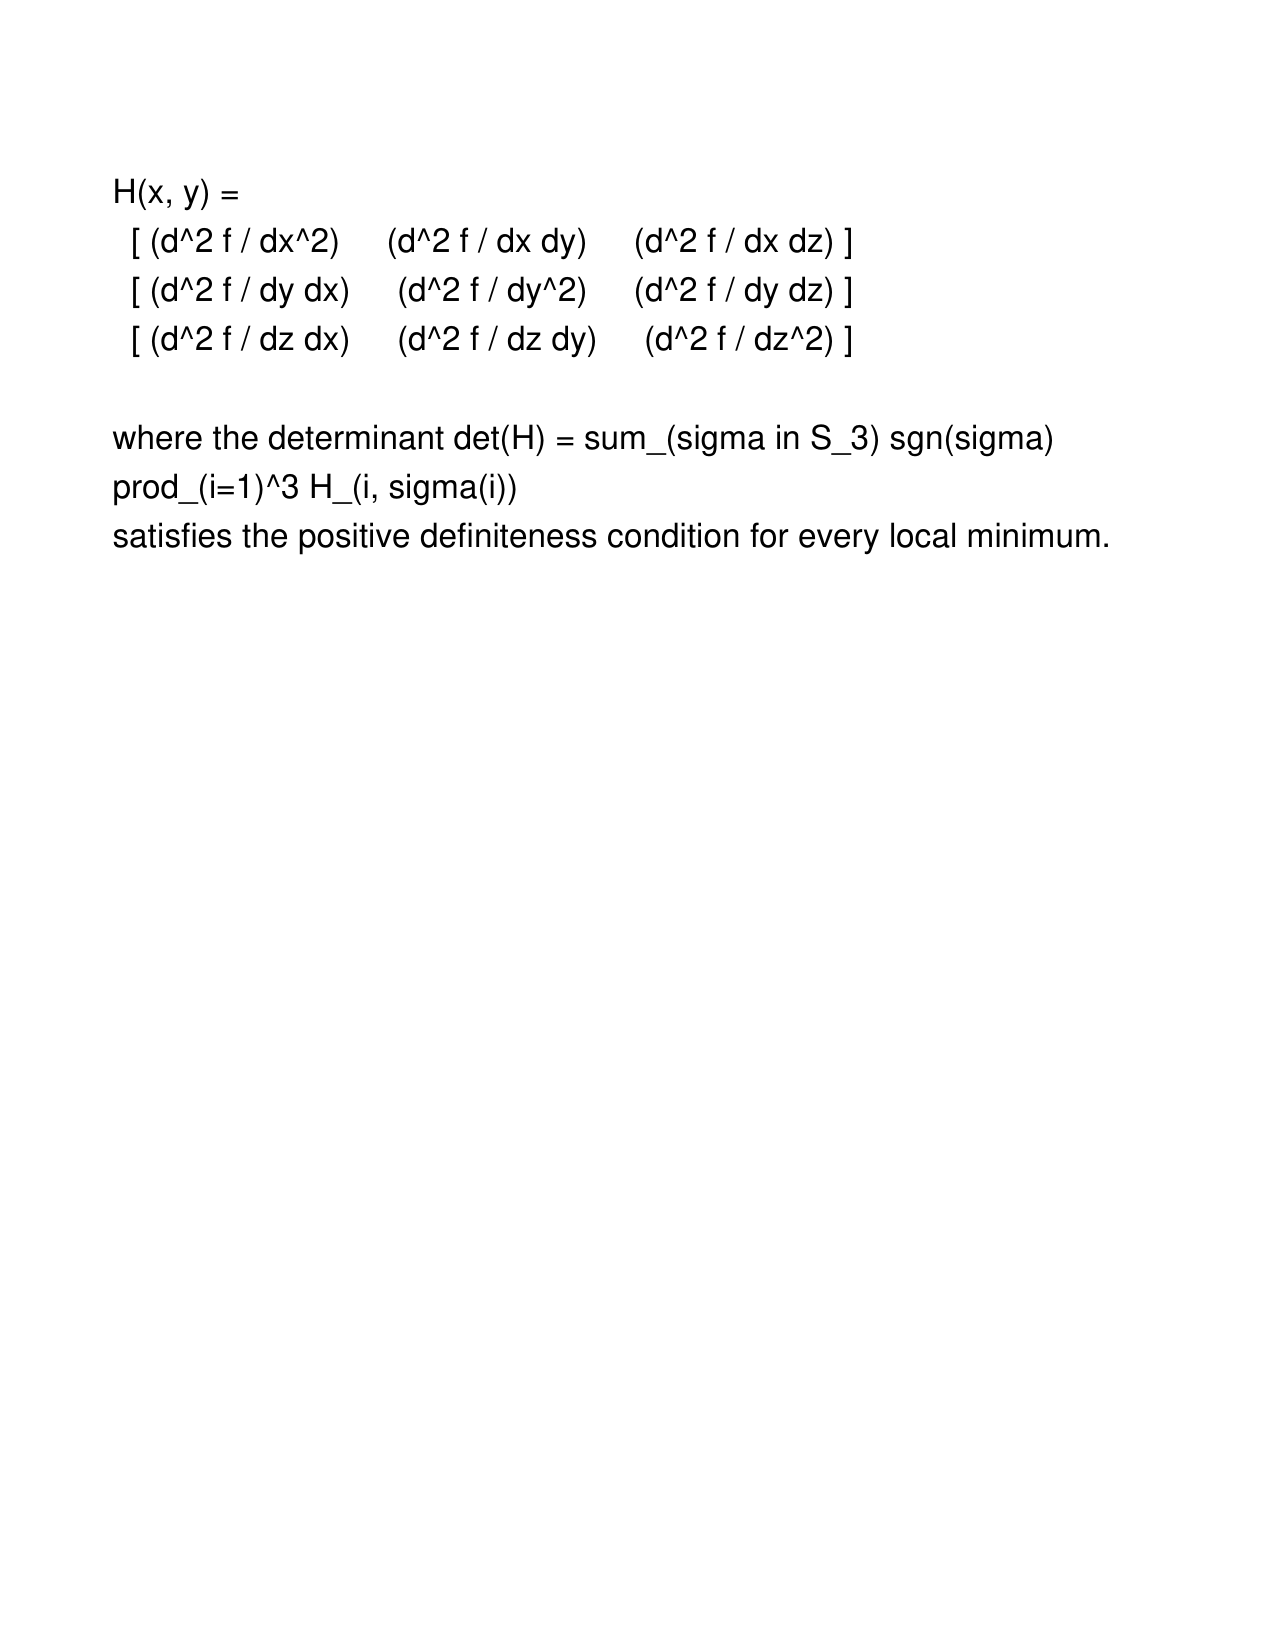 H(x, y) =
[ (d^2 f / dx^2) (d^2 f / dx dy) (d^2 f / dx dz) ]
[ (d^2 f / dy dx) (d^2 f / dy^2) (d^2 f / dy dz) ]
[ (d^2 f / dz dx) (d^2 f / dz dy) (d^2 f / dz^2) ]
where the determinant det(H) = sum_(sigma in S_3) sgn(sigma)
prod_(i=1)^3 H_(i, sigma(i))
satisfies the positive definiteness condition for every local minimum.